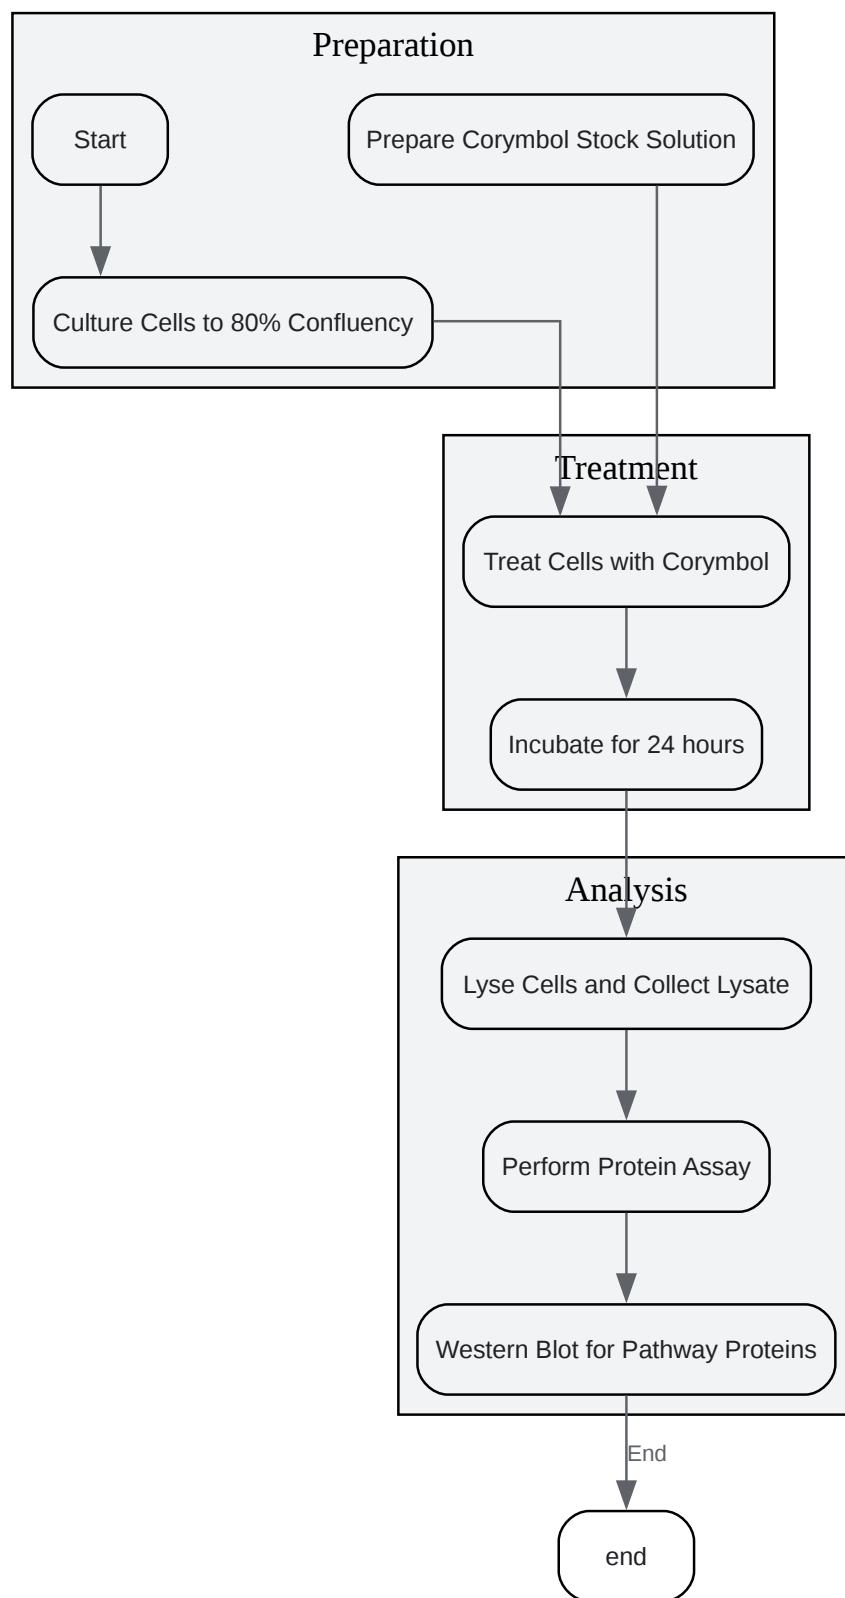 Preparation
Start
Prepare Corymbol Stock Solution
Culture Cells to 80% Confluency
Treatment
Treat Cells with Corymbol
Incubate for 24 hours
Analysis
Lyse Cells and Collect Lysate
Perform Protein Assay
Western Blot for Pathway Proteins
End
end